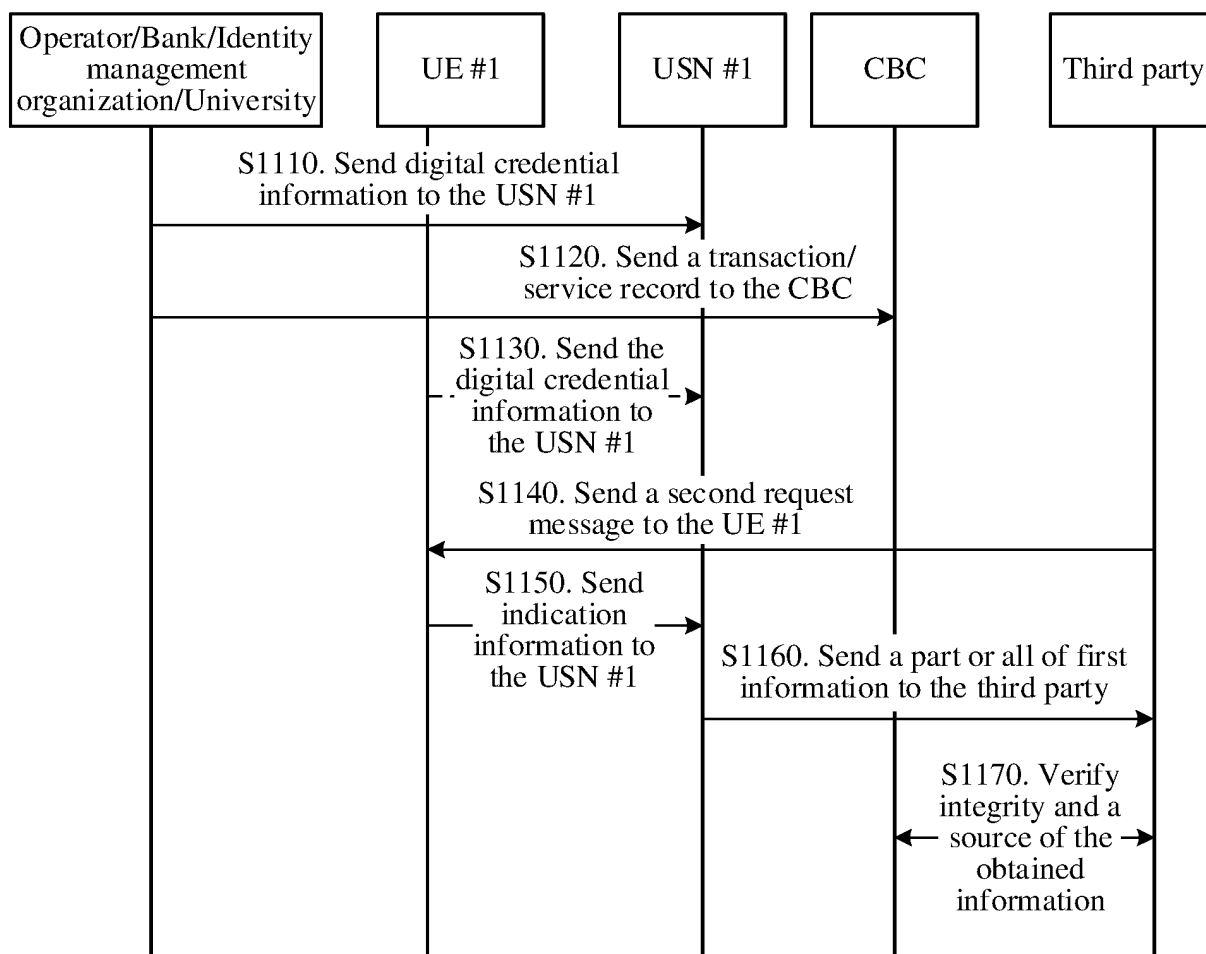 Operator/Bank/Identity
management
organization/University
UE #1
USN #1
CBC
Third party
S1110. Send digital credential
information to the USN #1
S1120. Send a transaction/
service record to the CBC
S1130. Send the
digital credential
information to
the USN #1
S1140. Send a second request
message to the UE #1
S1150. Send
indication
information to
the USN #1
S1160. Send a part or all of first
information to the third party
S1170. Verify
integrity and a
source of the
obtained
information